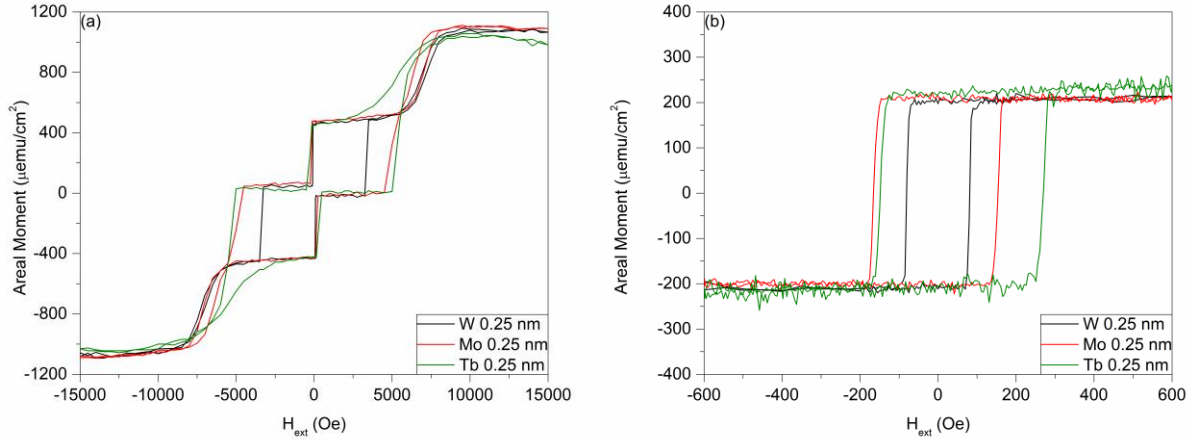 (a)
Areal Moment (μemu/cm²)
1200
800
400
0
-400
-800
-1200
-15000 -10000 -5000 0 5000 10000 15000
H_ext (Oe)
W 0.25 nm
Mo 0.25 nm
Tb 0.25 nm
(b)
Areal Moment (μemu/cm²)
400
300
200
100
0
-100
-200
-300
-400
-600 -400 -200 0 200 400 600
H_ext (Oe)
W 0.25 nm
Mo 0.25 nm
Tb 0.25 nm